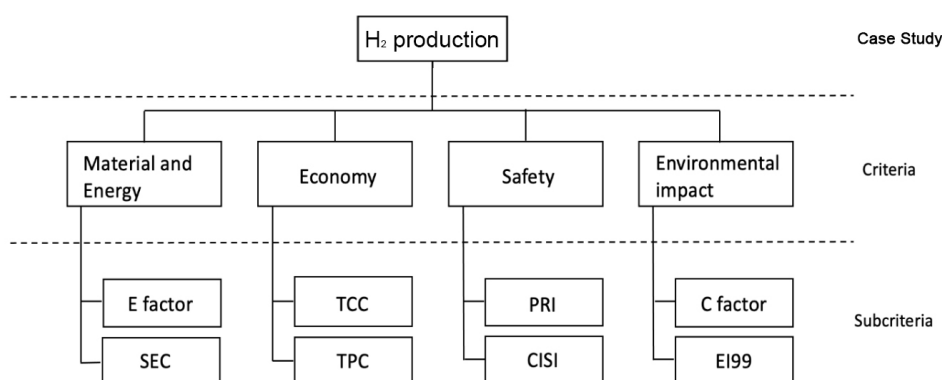 H₂ production
Case Study
Material and
Energy
Economy
Safety
Environmental
impact
Criteria
E factor
TCC
PRI
C factor
Subcriteria
SEC
TPC
CISI
EI99